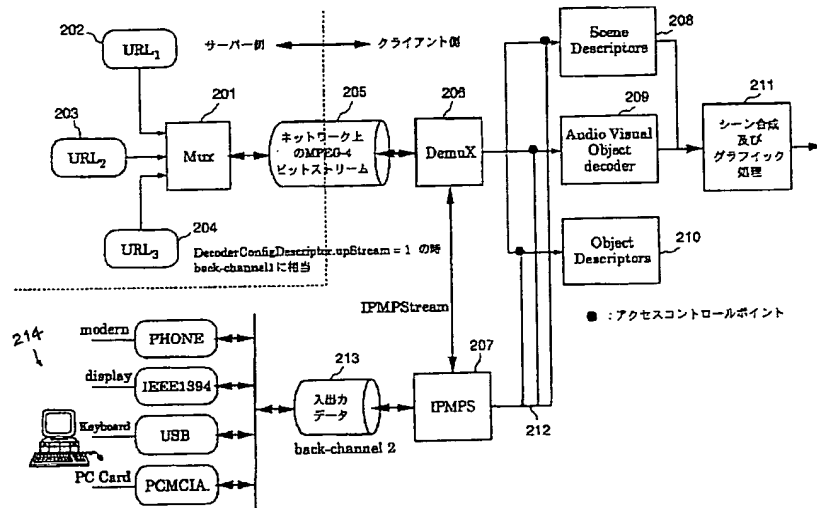 202
URL1
サーバー側
クライアント側
203
URL2
201
Mux
204
URL3
205
ネットワーク上
のMPEG-4
ビットストリーム
206
DemuX
Scene
Descriptors
208
209
Audio Visual
Object
decoder
211
シーン合成
及び
グラフイック
処理
Object
Descriptors
210
DecoderConfigDescriptor.upStream = 1 の時
back-channel1に相当
IPMPStream
● : アクセスコントロールポイント
214
modern
PHONE
display
IEEE1394
Keyboard
USB
PC Card
PCMCIA.
213
入出力
データ
back-channel 2
207
IPMPS
212